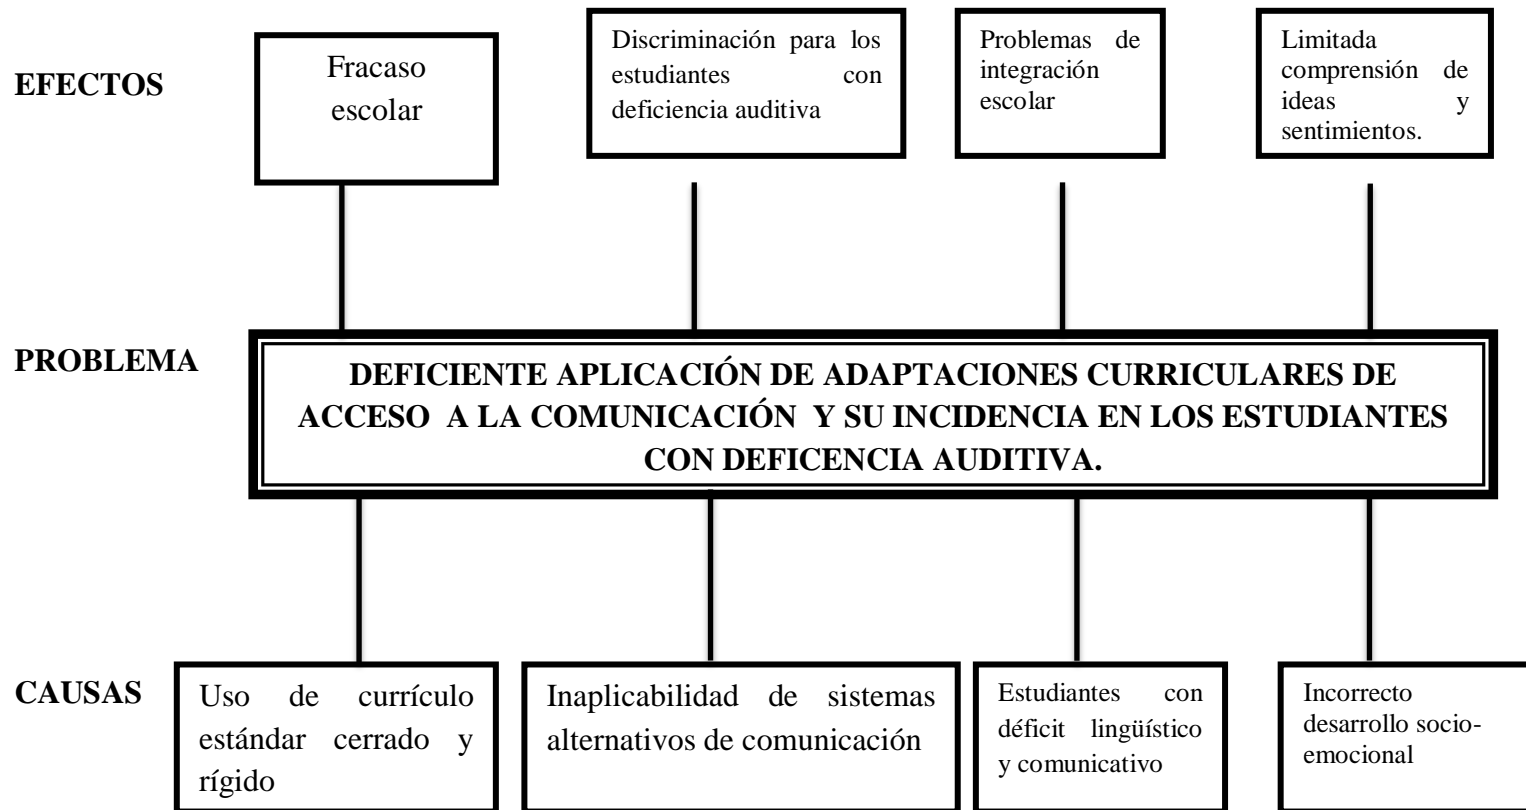 EFECTOS
Fracaso
escolar
Discriminación para los
estudiantes con
deficiencia auditiva
Problemas de
integración
escolar
Limitada
comprensión de
ideas y
sentimientos.
PROBLEMA
DEFICIENTE APLICACIÓN DE ADAPTACIONES CURRICULARES DE
ACCESO A LA COMUNICACIÓN Y SU INCIDENCIA EN LOS ESTUDIANTES
CON DEFICENCIA AUDITIVA.
CAUSAS
Uso de currículo
estándar cerrado y
rígido
Inaplicabilidad de sistemas
alternativos de comunicación
Estudiantes con
déficit lingüístico
y comunicativo
Incorrecto
desarrollo socio-
emocional